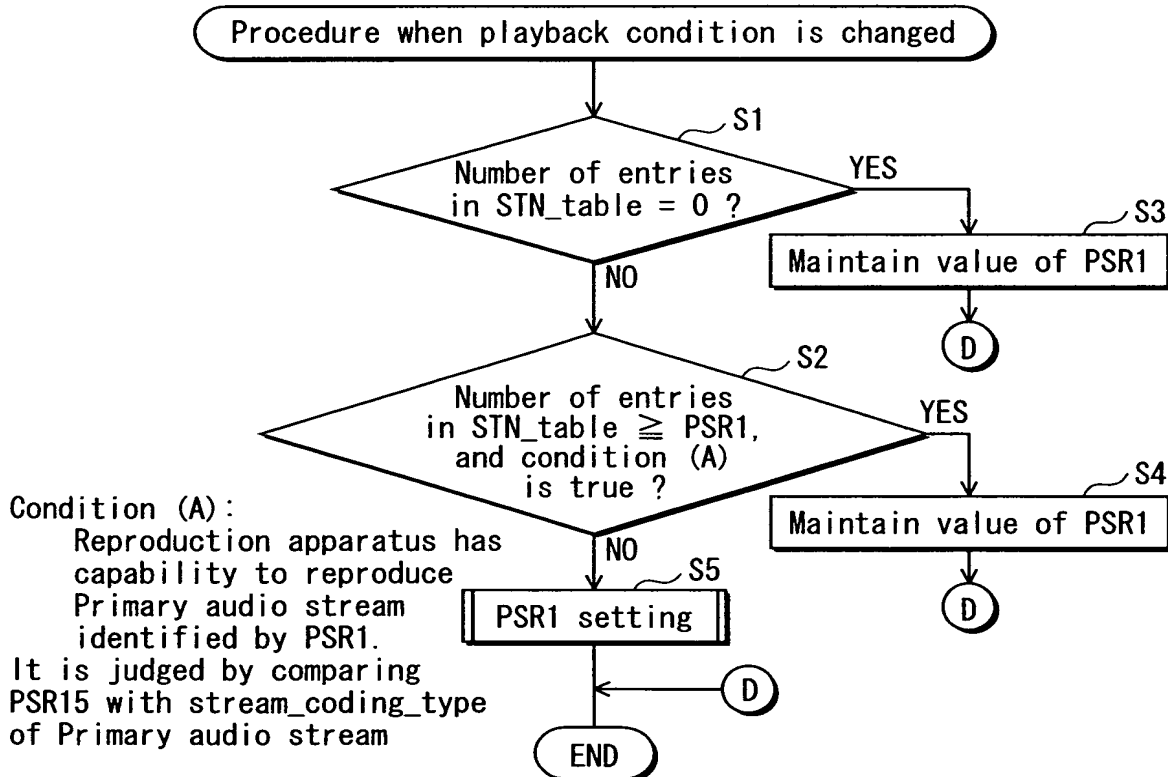 Procedure when playback condition is changed
S1
Number of entries
in STN_table = 0 ?
YES
S3
Maintain value of PSR1
D
NO
S2
Number of entries
in STN_table ≧ PSR1,
and condition (A)
is true ?
YES
S4
Maintain value of PSR1
D
NO
S5
PSR1 setting
D
END
Condition (A):
Reproduction apparatus has
capability to reproduce
Primary audio stream
identified by PSR1.
It is judged by comparing
PSR15 with stream_coding_type
of Primary audio stream